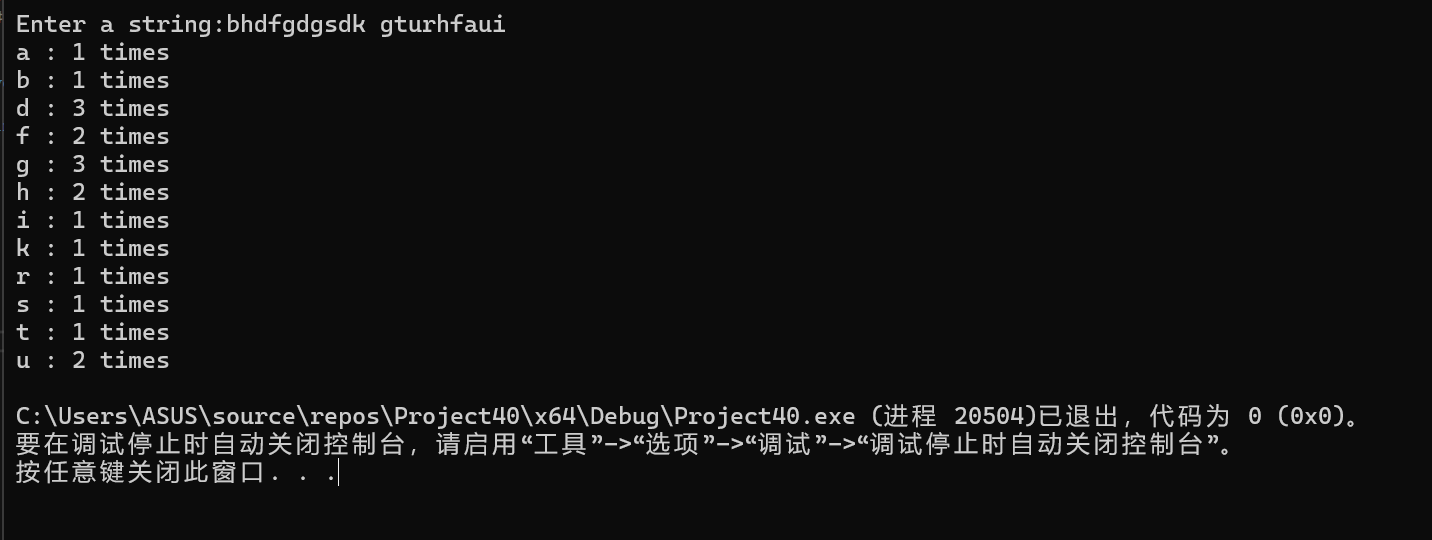 Enter a string:bhdfgdgsdk gturhfaui
a : 1 times
b : 1 times
d : 3 times
f : 2 times
g : 3 times
h : 2 times
i : 1 times
k : 1 times
r : 1 times
s : 1 times
t : 1 times
u : 2 times
C:\Users\ASUS\source\repos\Project40\x64\Debug\Project40.exe (进程 20504)已退出，代码为 0 (0x0)。
要在调试停止时自动关闭控制台，请启用“工具”->“选项”->“调试”->“调试停止时自动关闭控制台”。
按任意键关闭此窗口. . .